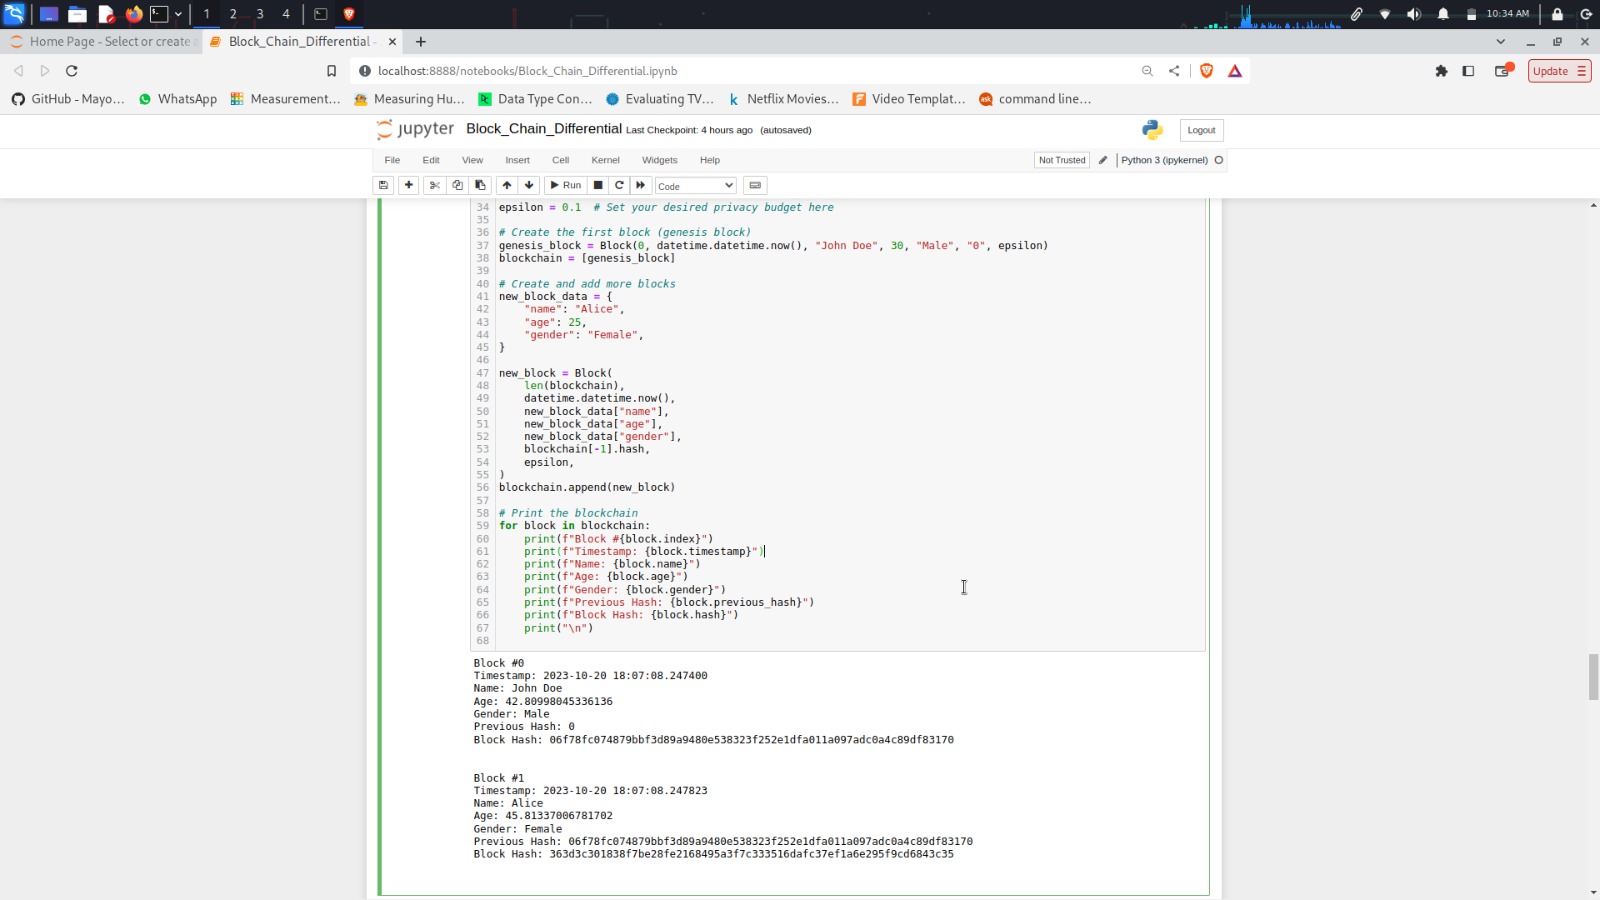 1 2 3 4 10:34 AM
Home Page - Select or create a Block_Chain_Differential -
localhost:8888/notebooks/Block_Chain_Differential.ipynb Update
GitHub - Mayo… WhatsApp Measurement… Measuring Hu… Data Type Con… Evaluating TV… Netflix Movies… Video Templat… command line…
jupyter Block_Chain_Differential Last Checkpoint: 4 hours ago (autosaved) Logout
File Edit View Insert Cell Kernel Widgets Help Not Trusted Python 3 (ipykernel)
Run Code
34 epsilon = 0.1  # Set your desired privacy budget here
35
36 # Create the first block (genesis block)
37 genesis_block = Block(0, datetime.datetime.now(), "John Doe", 30, "Male", "0", epsilon)
38 blockchain = [genesis_block]
39
40 # Create and add more blocks
41 new_block_data = {
42     "name": "Alice",
43     "age": 25,
44     "gender": "Female",
45 }
46
47 new_block = Block(
48     len(blockchain),
49     datetime.datetime.now(),
50     new_block_data["name"],
51     new_block_data["age"],
52     new_block_data["gender"],
53     blockchain[-1].hash,
54     epsilon,
55 )
56 blockchain.append(new_block)
57
58 # Print the blockchain
59 for block in blockchain:
60     print(f"Block #{block.index}")
61     print(f"Timestamp: {block.timestamp}")
62     print(f"Name: {block.name}")
63     print(f"Age: {block.age}")
64     print(f"Gender: {block.gender}")
65     print(f"Previous Hash: {block.previous_hash}")
66     print(f"Block Hash: {block.hash}")
67     print("\n")
68
Block #0
Timestamp: 2023-10-20 18:07:08.247400
Name: John Doe
Age: 42.80998045336136
Gender: Male
Previous Hash: 0
Block Hash: 06f78fc074879bbf3d89a9480e538323f252e1dfa011a097adc0a4c89df83170
Block #1
Timestamp: 2023-10-20 18:07:08.247823
Name: Alice
Age: 45.81337006781702
Gender: Female
Previous Hash: 06f78fc074879bbf3d89a9480e538323f252e1dfa011a097adc0a4c89df83170
Block Hash: 363d3c301838f7be28fe2168495a3f7c333516dafc37ef1a6e295f9cd6843c35